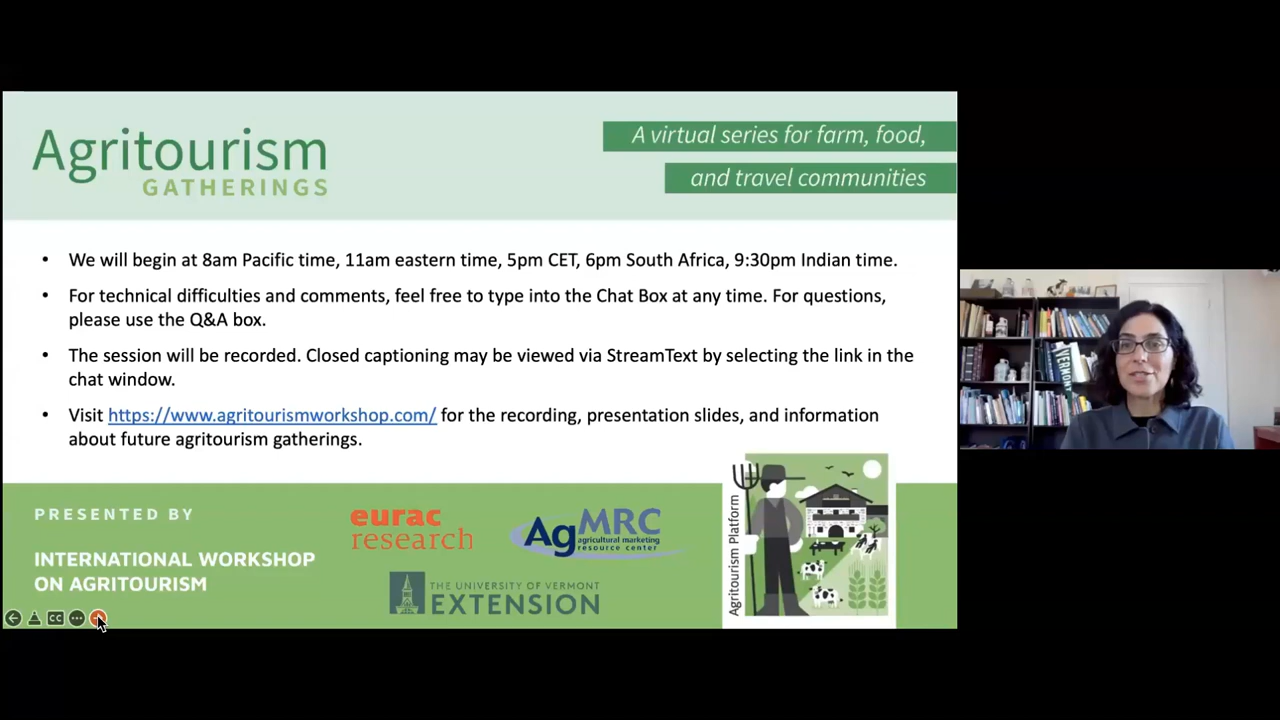 Agritourism
GATHERINGS
A virtual series for farm, food,
and travel communities
• We will begin at 8am Pacific time, 11am eastern time, 5pm CET, 6pm South Africa, 9:30pm Indian time.
• For technical difficulties and comments, feel free to type into the Chat Box at any time. For questions,
please use the Q&A box.
• The session will be recorded. Closed captioning may be viewed via StreamText by selecting the link in the
chat window.
• Visit https://www.agritourismworkshop.com/ for the recording, presentation slides, and information
about future agritourism gatherings.
PRESENTED BY
INTERNATIONAL WORKSHOP
ON AGRITOURISM
eurac
research
AgMRC
agricultural marketing
resource center
THE UNIVERSITY OF VERMONT
EXTENSION
Agritourism Platform
CC
VERMONT